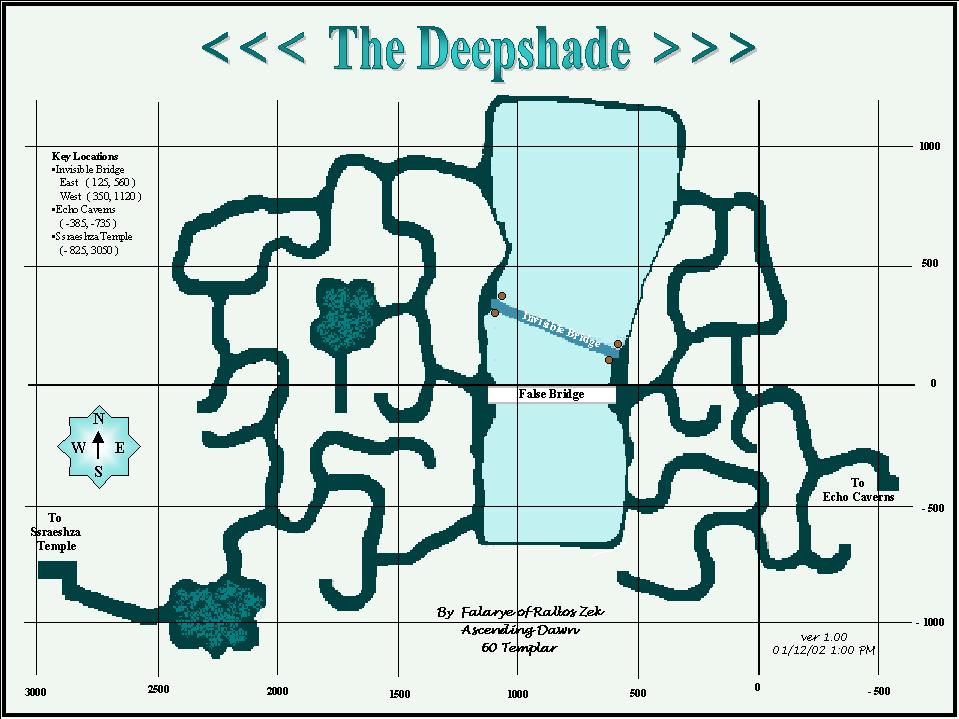 <<< The Deepshade >>>
Key Locations
•Invisible Bridge
East ( 125, 560 )
West ( 350, 1120 )
•Echo Caverns
( -385, -735 )
•Ssraeshza Temple
( - 825, 3050 )
1000
500
Invisible Bridge
0
False Bridge
N
W E
S
To
Echo Caverns
- 500
To
Ssraeshza
Temple
By Falarye of Rallos Zek
Ascending Dawn
60 Templar
- 1000
ver 1.00
01/12/02 1:00 PM
3000 2500 2000 1500 1000 500 0 - 500